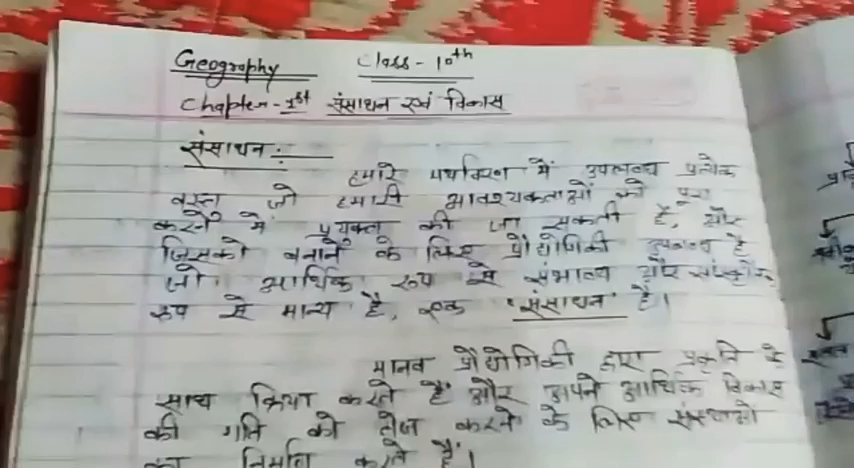 Geography Class - 10th
Chapter - 1st संसाधन एवं विकास
संसाधन :
हमारे पर्यावरण में उपलब्ध प्रत्येक
वस्तु जो हमारी आवश्यकताओं को पूरा
करने में प्रयुक्त की जा सकती है, और
जिसको बनाने के लिए प्रौद्योगिकी उपलब्ध है
जो आर्थिक रूप से संभाव्य और
रूप से मान्य है, एक 'संसाधन' है।
मानव प्रौद्योगिकी द्वारा प्रकृति के
साथ क्रिया करते हैं और अपने आर्थिक विकास
की गति को तेज करने के लिए
का निर्माण करते हैं।